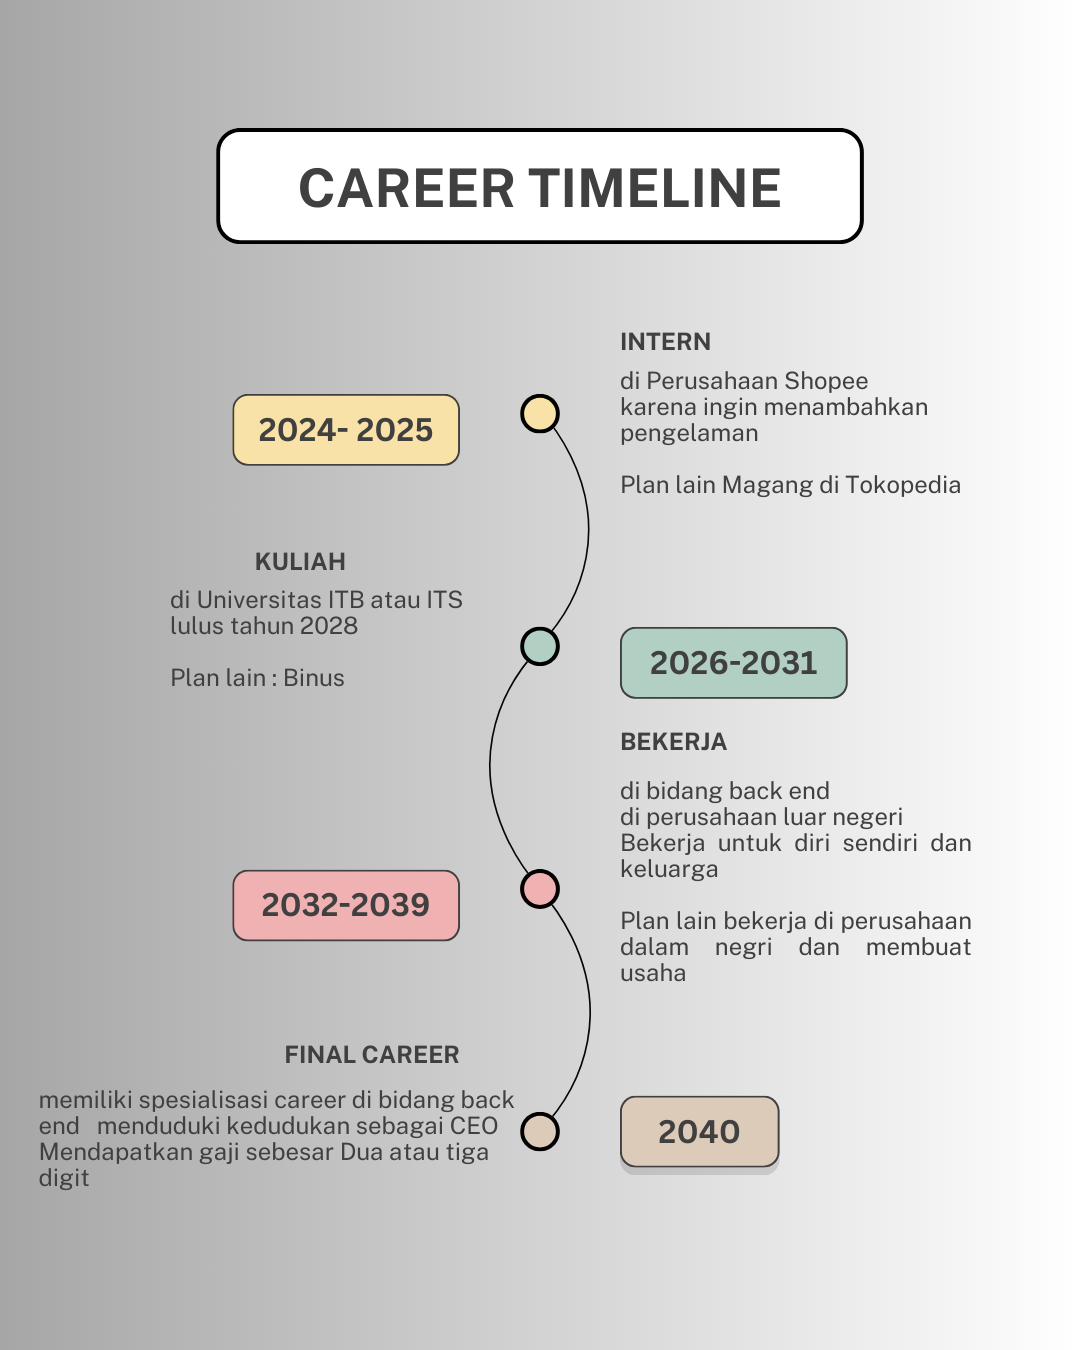 CAREER TIMELINE
INTERN
di Perusahaan Shopee
karena ingin menambahkan
pengelaman
Plan lain Magang di Tokopedia
2024- 2025
KULIAH
di Universitas ITB atau ITS
lulus tahun 2028
Plan lain : Binus
2026-2031
BEKERJA
di bidang back end
di perusahaan luar negeri
Bekerja untuk diri sendiri dan
keluarga
Plan lain bekerja di perusahaan
dalam negri dan membuat
usaha
2032-2039
FINAL CAREER
memiliki spesialisasi career di bidang back
end menduduki kedudukan sebagai CEO
Mendapatkan gaji sebesar Dua atau tiga
digit
2040